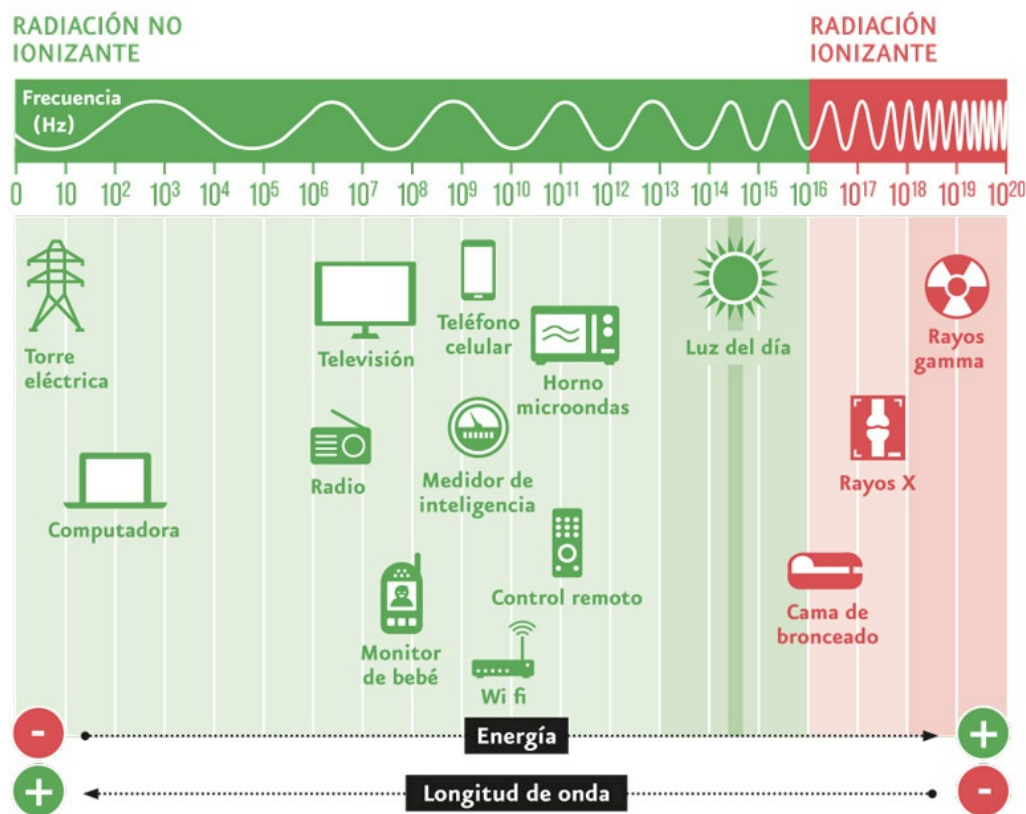 RADIACIÓN NO
IONIZANTE
RADIACIÓN
IONIZANTE
Frecuencia
(Hz)
0 10 10² 10³ 10⁴ 10⁵ 10⁶ 10⁷ 10⁸ 10⁹ 10¹⁰ 10¹¹ 10¹² 10¹³ 10¹⁴ 10¹⁵ 10¹⁶ 10¹⁷ 10¹⁸ 10¹⁹ 10²⁰
Torre
eléctrica
Computadora
Televisión
Radio
Monitor
de bebé
Teléfono
celular
Medidor de
inteligencia
Wi fi
Horno
microondas
Control remoto
Luz del día
Rayos
gamma
Rayos X
Cama de
bronceado
- Energía +
+ Longitud de onda -